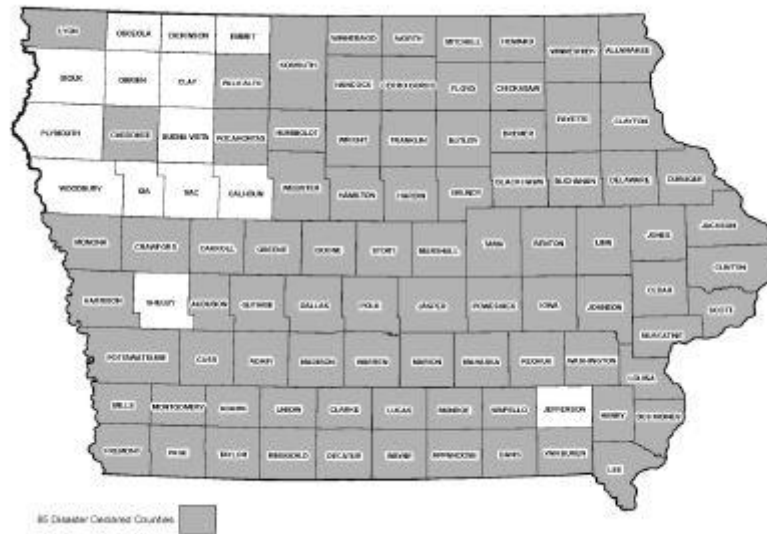 LYON OSCEOLA DICKINSON EMMET WINNEBAGO WORTH MITCHELL HOWARD WINNESHIEK ALLAMAKEE
KOSSUTH
SIOUX OBRIEN CLAY PALO ALTO HANCOCK CERRO GORDO FLOYD CHICKASAW
PLYMOUTH CHEROKEE BUENA VISTA POCAHONTAS HUMBOLDT WRIGHT FRANKLIN BUTLER BREMER FAYETTE CLAYTON
WOODBURY IDA SAC CALHOUN WEBSTER HAMILTON HARDIN GRUNDY BLACK HAWK BUCHANAN DELAWARE DUBUQUE
MONONA CRAWFORD CARROLL GREENE BOONE STORY MARSHALL TAMA BENTON LINN JONES JACKSON
CLINTON
HARRISON SHELBY AUDUBON GUTHRIE DALLAS POLK JASPER POWESHIEK IOWA JOHNSON CEDAR SCOTT
MUSCATINE
POTTAWATTAMIE CASS ADAIR MADISON WARREN MARION MAHASKA KEOKUK WASHINGTON LOUISA
MILLS MONTGOMERY ADAMS UNION CLARKE LUCAS MONROE WAPELLO JEFFERSON HENRY DES MOINES
FREMONT PAGE TAYLOR RINGGOLD DECATUR WAYNE APPANOOSE DAVIS VAN BUREN LEE
85 Disaster Declared Counties